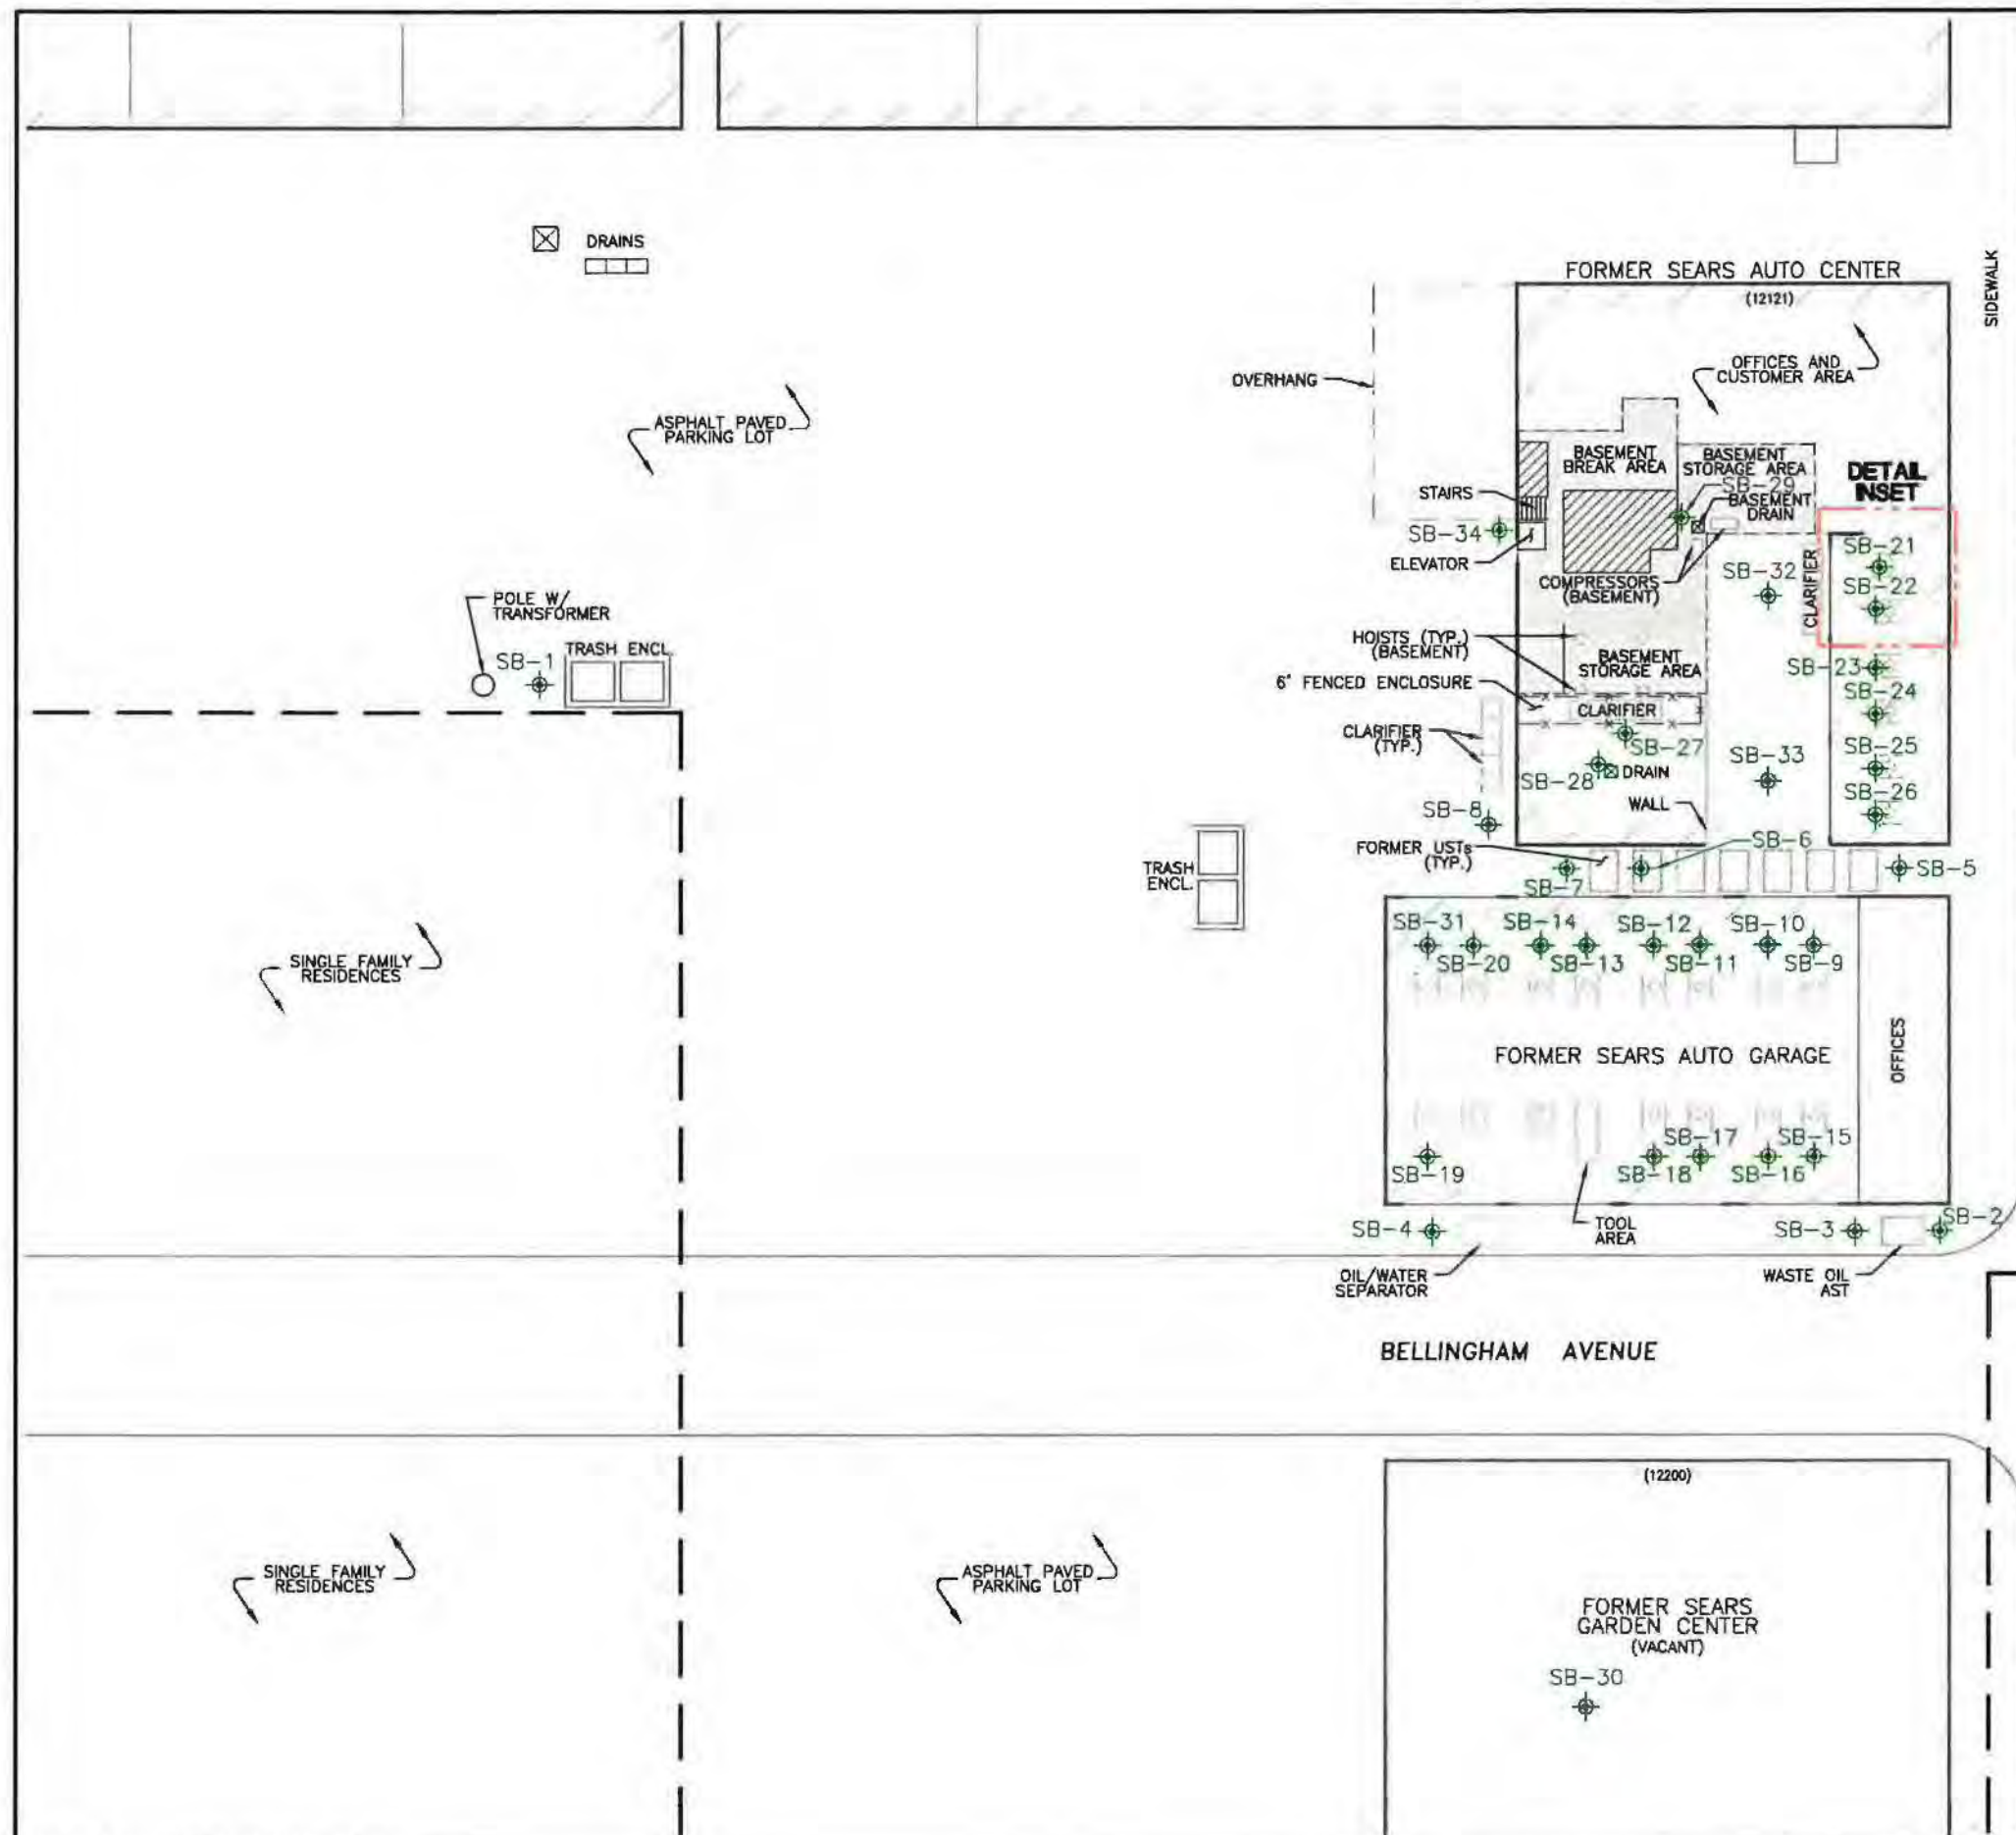 DRAINS
FORMER SEARS AUTO CENTER
(12121)
SIDEWALK
OFFICES AND
CUSTOMER AREA
OVERHANG
ASPHALT PAVED
PARKING LOT
BASEMENT
BREAK AREA
BASEMENT
STORAGE AREA
DETAIL
INSET
STAIRS
SB-29
BASEMENT
DRAIN
SB-34
ELEVATOR
SB-21
COMPRESSORS
(BASEMENT)
SB-32
CLARIFIER
SB-22
POLE W/
TRANSFORMER
HOISTS (TYP.)
(BASEMENT)
SB-1
TRASH ENCL.
BASEMENT
STORAGE AREA
SB-23
6' FENCED ENCLOSURE
SB-24
CLARIFIER
CLARIFIER
(TYP.)
SB-27
SB-25
SB-33
SB-28
DRAIN
SB-26
WALL
SB-8
FORMER USTs
(TYP.)
SB-6
TRASH
ENCL.
SB-7
SB-5
SB-31
SB-14
SB-12
SB-10
SB-20
SB-13
SB-11
SB-9
SINGLE FAMILY
RESIDENCES
OFFICES
FORMER SEARS AUTO GARAGE
SB-17
SB-15
SB-19
SB-18
SB-16
SB-4
TOOL
AREA
SB-3
SB-2
OIL/WATER
SEPARATOR
WASTE OIL
AST
BELLINGHAM AVENUE
(12200)
SINGLE FAMILY
RESIDENCES
ASPHALT PAVED
PARKING LOT
FORMER SEARS
GARDEN CENTER
(VACANT)
SB-30